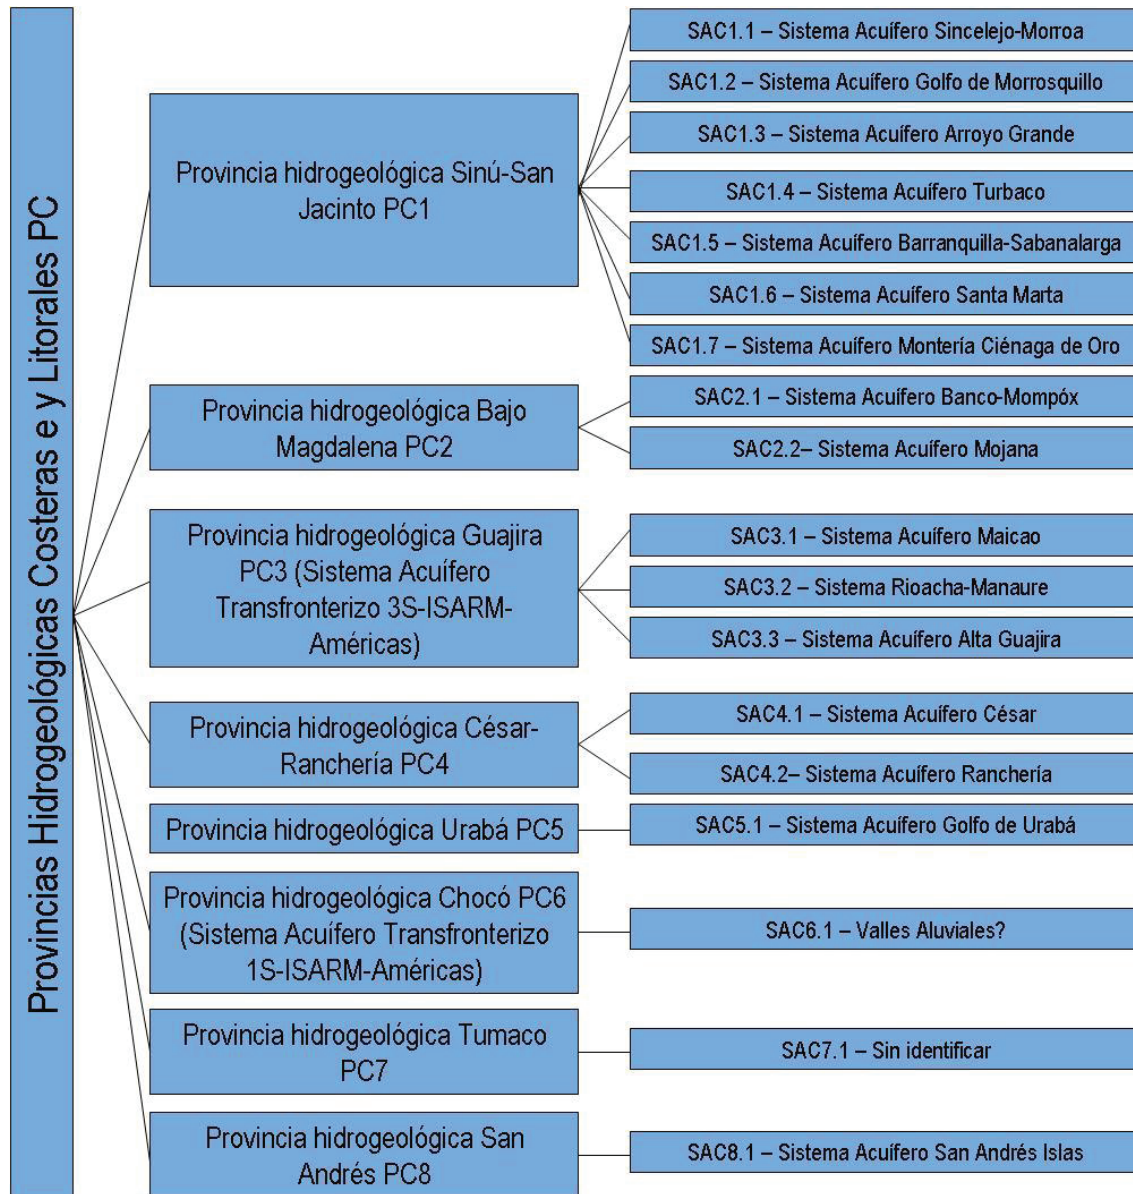 Provincias Hidrogeológicas Costeras e y Litorales PC
Provincia hidrogeológica Sinú-San
Jacinto PC1
SAC1.1 – Sistema Acuífero Sincelejo-Morroa
SAC1.2 – Sistema Acuífero Golfo de Morrosquillo
SAC1.3 – Sistema Acuífero Arroyo Grande
SAC1.4 – Sistema Acuífero Turbaco
SAC1.5 – Sistema Acuífero Barranquilla-Sabanalarga
SAC1.6 – Sistema Acuífero Santa Marta
SAC1.7 – Sistema Acuífero Montería Ciénaga de Oro
Provincia hidrogeológica Bajo
Magdalena PC2
SAC2.1 – Sistema Acuífero Banco-Mompóx
SAC2.2– Sistema Acuífero Mojana
Provincia hidrogeológica Guajira
PC3 (Sistema Acuífero
Transfronterizo 3S-ISARM-
Américas)
SAC3.1 – Sistema Acuífero Maicao
SAC3.2 – Sistema Rioacha-Manaure
SAC3.3 – Sistema Acuífero Alta Guajira
Provincia hidrogeológica César-
Ranchería PC4
SAC4.1 – Sistema Acuífero César
SAC4.2– Sistema Acuífero Ranchería
Provincia hidrogeológica Urabá PC5
SAC5.1 – Sistema Acuífero Golfo de Urabá
Provincia hidrogeológica Chocó PC6
(Sistema Acuífero Transfronterizo
1S-ISARM-Américas)
SAC6.1 – Valles Aluviales?
Provincia hidrogeológica Tumaco
PC7
SAC7.1 – Sin identificar
Provincia hidrogeológica San
Andrés PC8
SAC8.1 – Sistema Acuífero San Andrés Islas